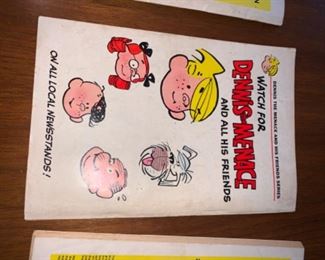 DENNIS THE MENACE AND HIS FRIENDS SERIES
WATCH FOR
DENNIS THE MENACE
AND ALL HIS FRIENDS
ON ALL LOCAL NEWSSTANDS!